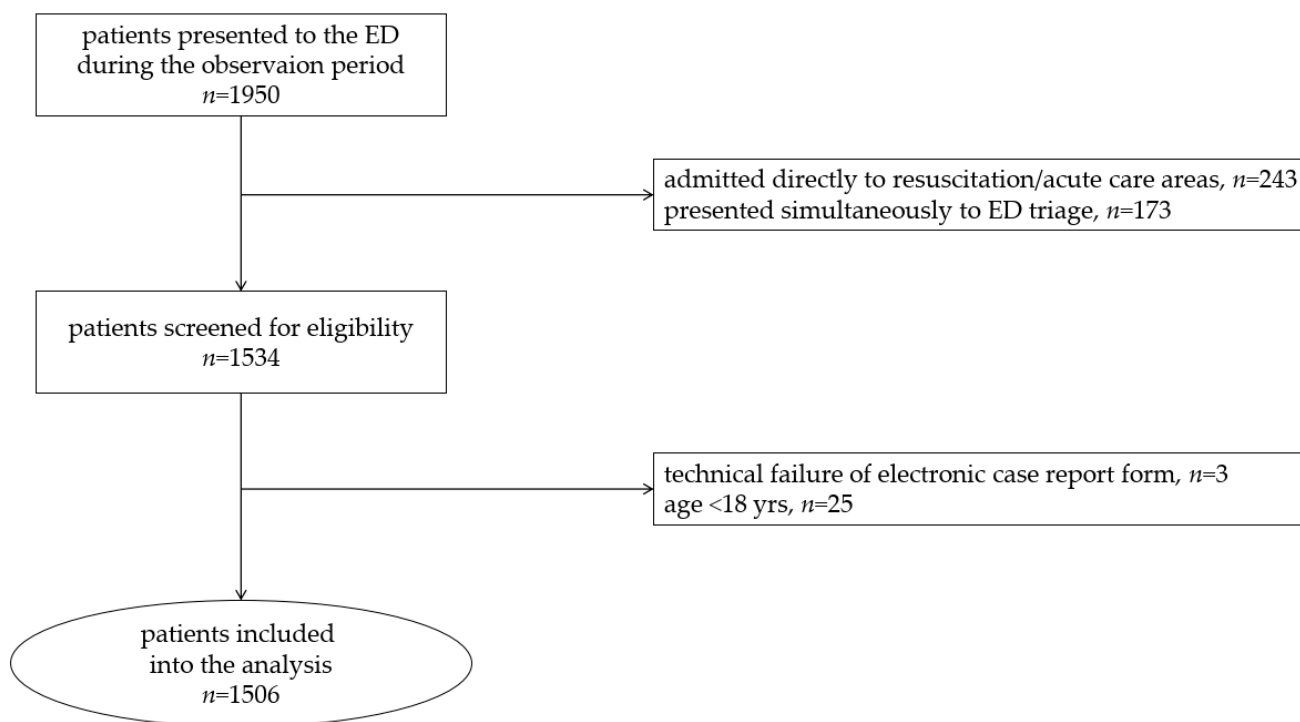 patients presented to the ED
during the observaion period
n=1950
admitted directly to resuscitation/acute care areas, n=243
presented simultaneously to ED triage, n=173
patients screened for eligibility
n=1534
technical failure of electronic case report form, n=3
age <18 yrs, n=25
patients included
into the analysis
n=1506